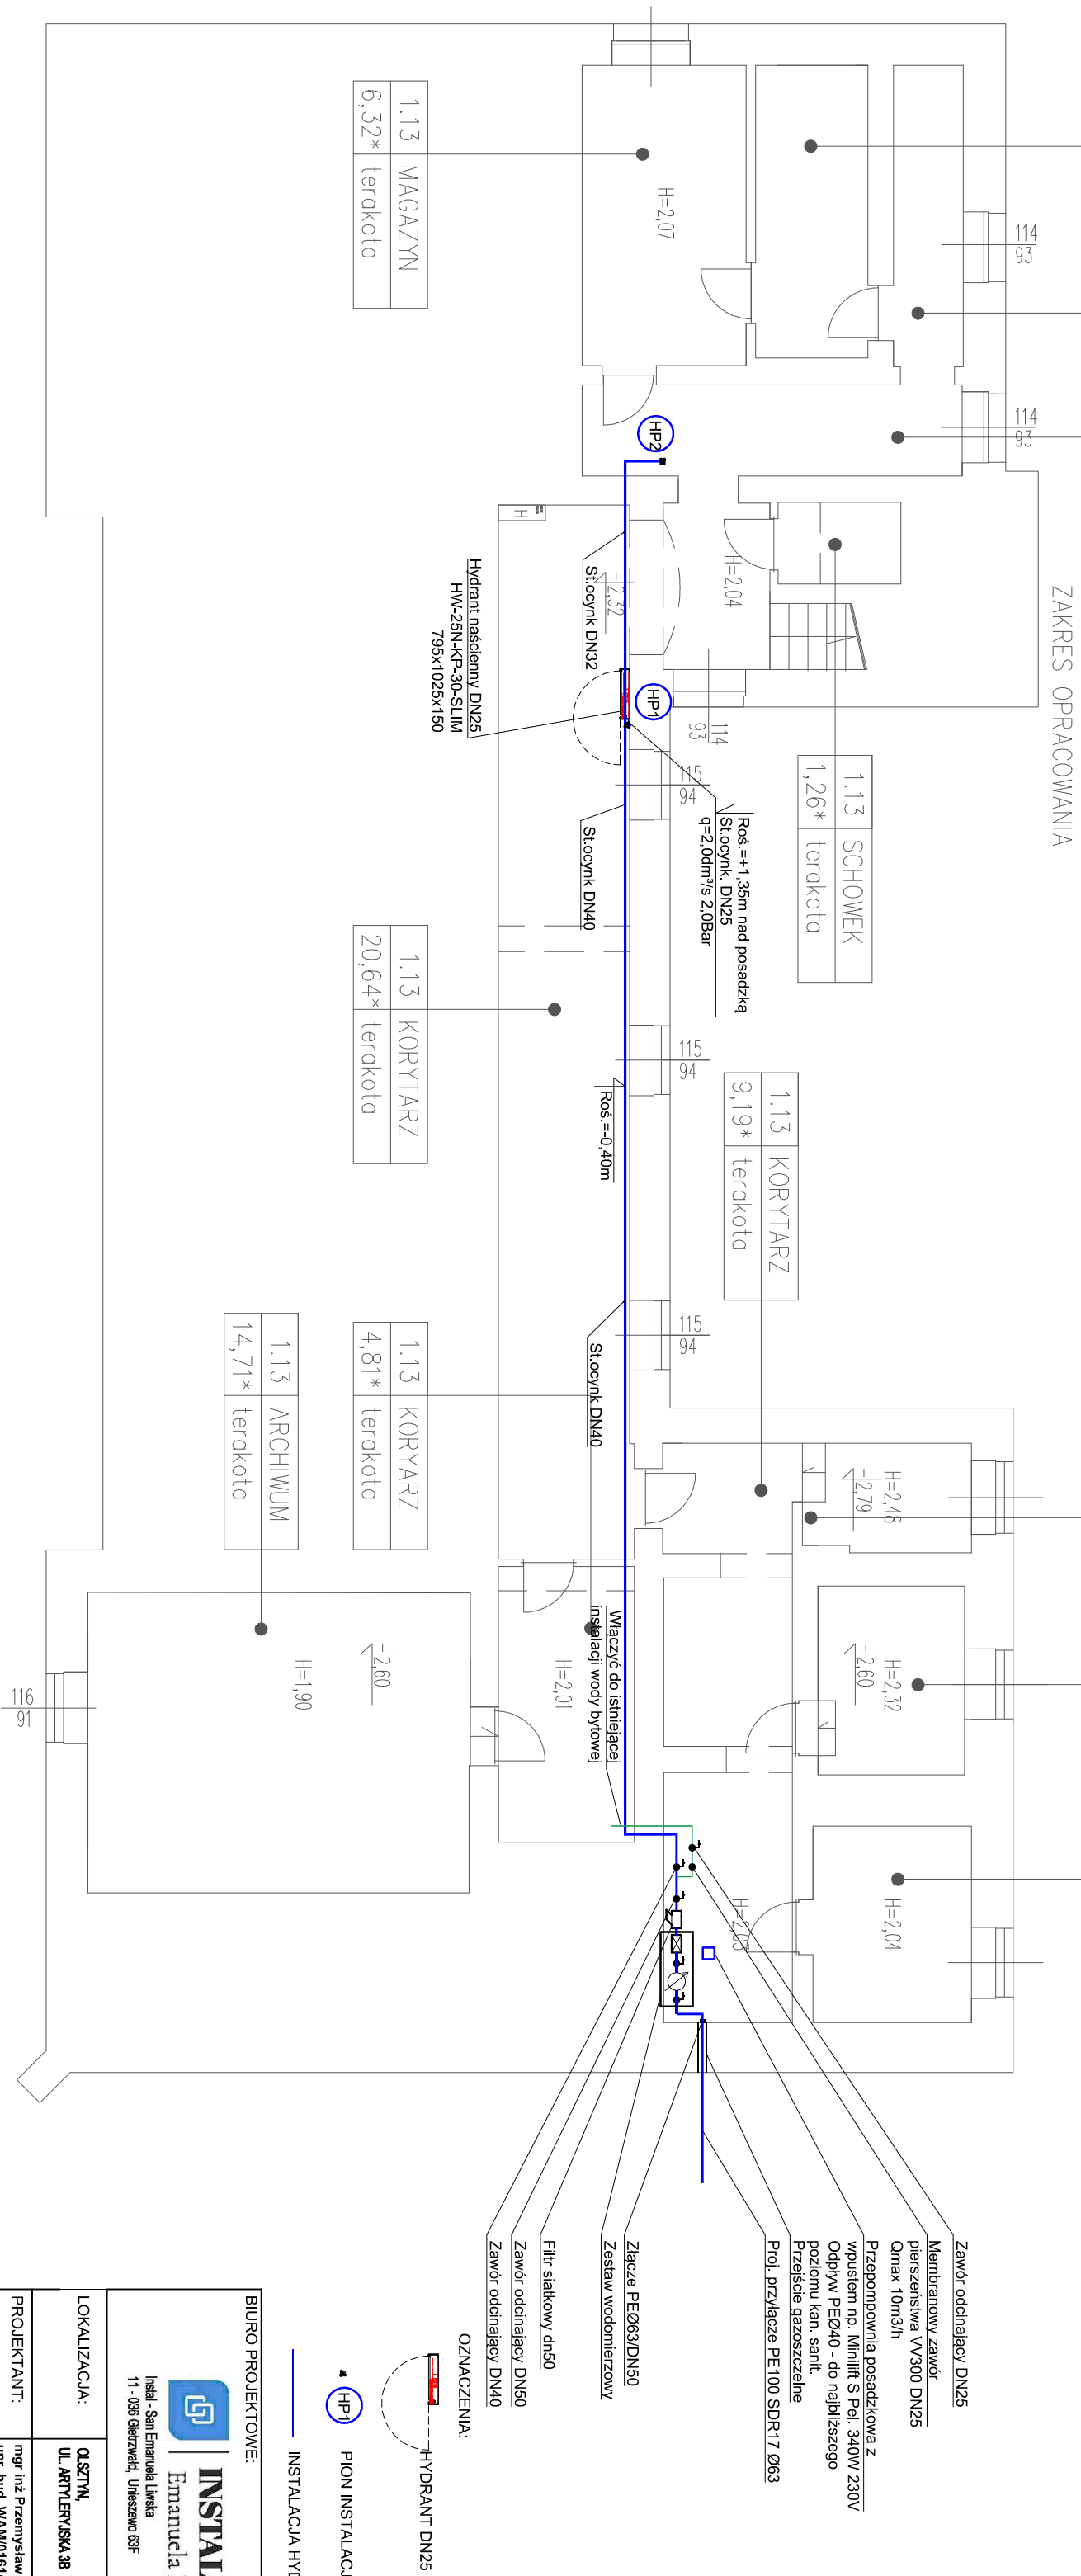 ZAKRES OPRACOWANIA
114
93
114
93
114
93
115
94
115
94
115
94
116
91
1.13 MAGAZYN
6,32* terakota
1.13 SCHOWEK
1,26* terakota
1.13 KORYTARZ
20,64* terakota
1.13 KORYTARZ
9,19* terakota
1.13 KORYARZ
4,81* terakota
1.13 ARCHIWUM
14,71* terakota
H=2,07
H=2,04
-2,32
H
HP2
HP1
St.ocynk DN32
Hydrant naścienny DN25
HW-25N-KP-30-SLIM
795x1025x150
Roś.=+1,35m nad posadzką
St.ocynk. DN25
q=2,0dm³/s 2,0Bar
St.ocynk DN40
Roś.=-0,40m
St.ocynk DN40
H=2,48
-2,79
H=2,32
-2,60
H=2,04
H=2,03
H=2,01
-2,60
H=1,90
Włączyć do istniejącej
instalacji wody bytowej
Zawór odcinający DN25
Membranowy zawór
pierszeństwa VV300 DN25
Qmax 10m3/h
Przepompownia posadzkowa z
wpustem np. Minilift S Pel. 340W 230V
Odpływ PEØ40 - do najbliższego
poziomu kan. sanit.
Przejście gazoszczelne
Proj. przyłącze PE100 SDR17 Ø63
Złącze PEØ63/DN50
Zestaw wodomierzowy
Filtr siatkowy dn50
Zawór odcinający DN50
Zawór odcinający DN40
OZNACZENIA:
HYDRANT DN25
HP1
PION INSTALACJ
INSTALACJA HYD
BIURO PROJEKTOWE:
INSTAL
Emanuela
Instal - San Emanuela Liwska
11 - 036 Gietrzwałd, Unieszewo 63F
LOKALIZACJA:
OLSZTYN,
UL. ARTYLERYJSKA 3B
PROJEKTANT:
mgr inż Przemysław
upr. bud. WAM/0161